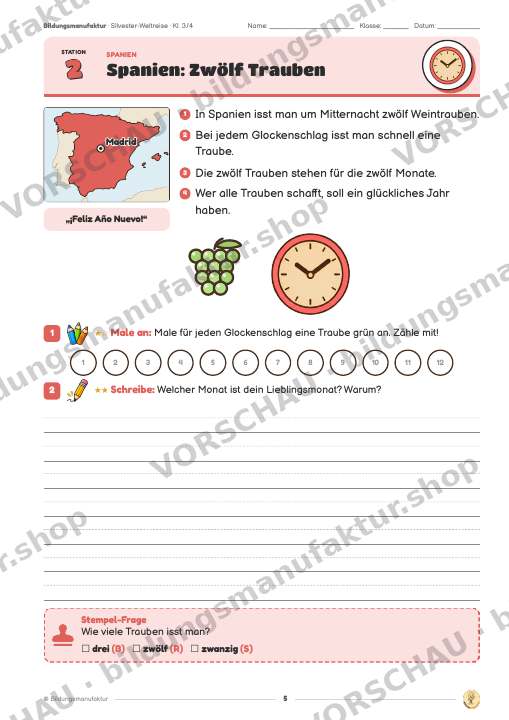 Bildungsmanufaktur · Silvester-Weltreise · Kl. 3/4 Name: Klasse: Datum:
STATION
2
SPANIEN
Spanien: Zwölf Trauben
Madrid
„¡Feliz Año Nuevo!“
1 In Spanien isst man um Mitternacht zwölf Weintrauben.
2 Bei jedem Glockenschlag isst man schnell eine
Traube.
3 Die zwölf Trauben stehen für die zwölf Monate.
4 Wer alle Trauben schafft, soll ein glückliches Jahr
haben.
1 ★ Male an: Male für jeden Glockenschlag eine Traube grün an. Zähle mit!
1 2 3 4 5 6 7 8 9 10 11 12
2 ★★ Schreibe: Welcher Monat ist dein Lieblingsmonat? Warum?
Stempel-Frage
Wie viele Trauben isst man?
☐ drei (O) ☐ zwölf (R) ☐ zwanzig (S)
© Bildungsmanufaktur 5
VORSCHAU · bildungsmanufaktur.shop